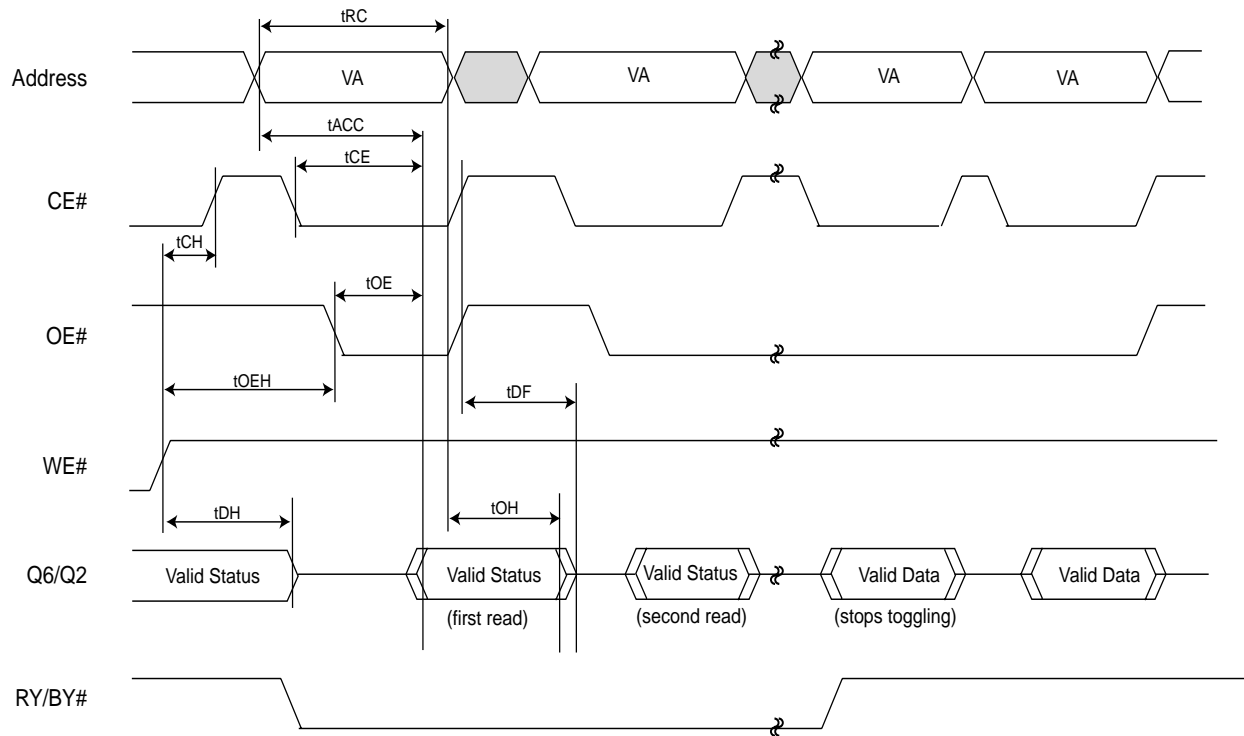 tRC
Address VA VA VA VA
tACC
tCE
CE#
tCH
tOE
OE#
tOEH
tDF
WE#
tDH tOH
Q6/Q2 Valid Status Valid Status Valid Status Valid Data Valid Data
(first read) (second read) (stops toggling)
RY/BY#